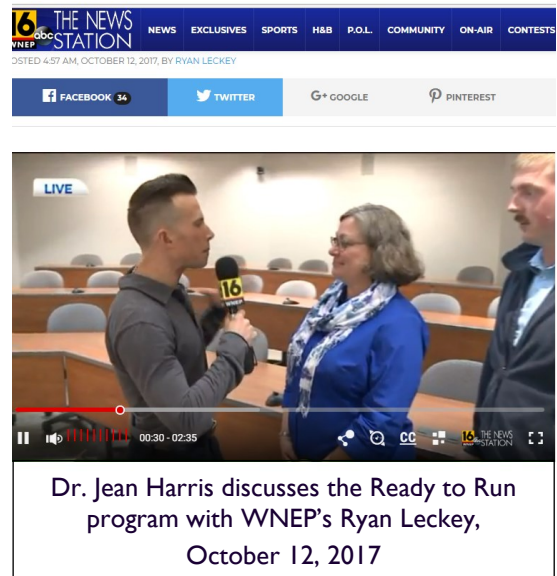 16 abc THE NEWS STATION
WNEP
NEWS EXCLUSIVES SPORTS H&B P.O.L. COMMUNITY ON-AIR CONTESTS
OSTED 4:57 AM, OCTOBER 12, 2017, BY RYAN LECKEY
FACEBOOK 34 TWITTER G+ GOOGLE PINTEREST
LIVE
16
WNEP
00:30 - 02:35 CC 16 THE NEWS STATION
Dr. Jean Harris discusses the Ready to Run
program with WNEP’s Ryan Leckey,
October 12, 2017